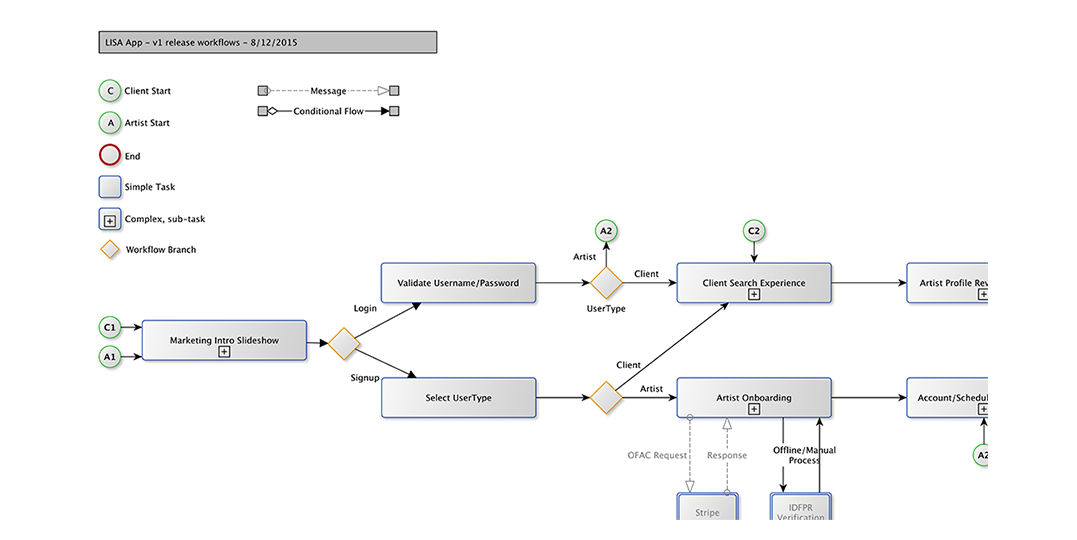 LISA App – v1 release workflows – 8/12/2015
C Client Start
Message
Conditional Flow
A Artist Start
End
Simple Task
Complex, sub-task
Workflow Branch
A2
C2
Artist
Client
Validate Username/Password
Client Search Experience
Artist Profile Rev
UserType
Login
C1
A1
Marketing Intro Slideshow
Signup
Client
Select UserType
Artist
Artist Onboarding
Account/Schedul
OFAC Request
Response
Offline/Manual
Process
A2
Stripe
IDFPR
Verification